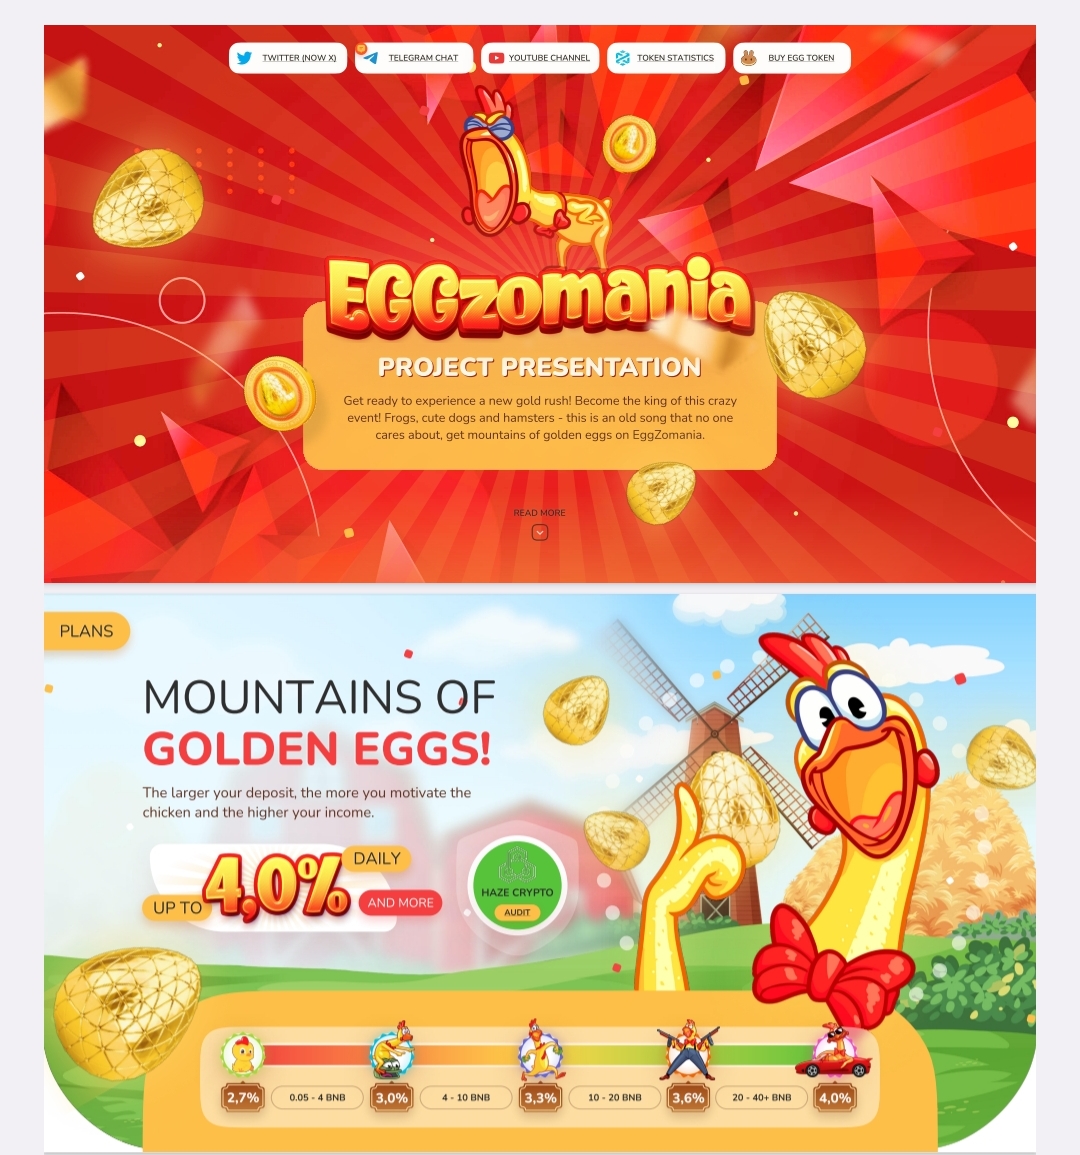 TWITTER (NOW X)
TELEGRAM CHAT
YOUTUBE CHANNEL
TOKEN STATISTICS
BUY EGG TOKEN
EGGzomania
PROJECT PRESENTATION
Get ready to experience a new gold rush! Become the king of this crazy
event! Frogs, cute dogs and hamsters - this is an old song that no one
cares about, get mountains of golden eggs on EggZomania.
READ MORE
PLANS
MOUNTAINS OF
GOLDEN EGGS!
The larger your deposit, the more you motivate the
chicken and the higher your income.
UP TO 4,0% DAILY
AND MORE
HAZE CRYPTO
AUDIT
2,7% 0.05 - 4 BNB 3,0% 4 - 10 BNB 3,3% 10 - 20 BNB 3,6% 20 - 40+ BNB 4,0%